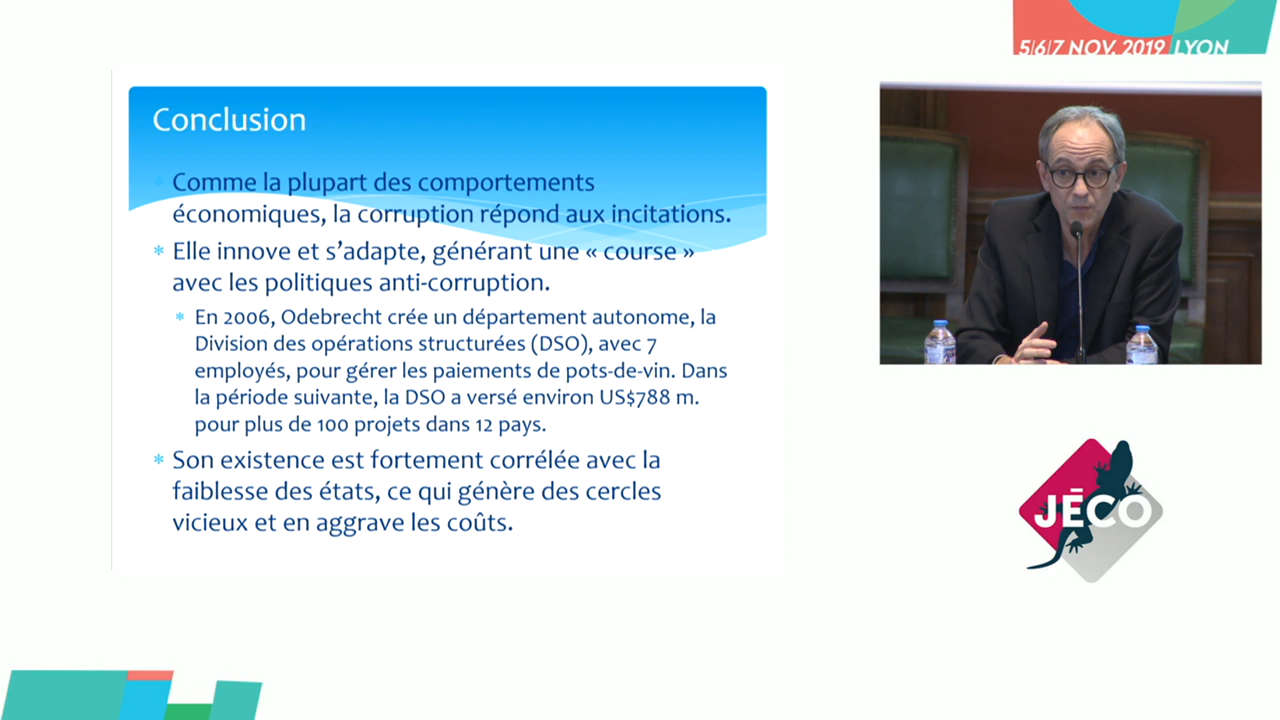 5/6/7 NOV. 2019 LYON
Conclusion
Comme la plupart des comportements
économiques, la corruption répond aux incitations.
* Elle innove et s’adapte, générant une « course »
avec les politiques anti-corruption.
* En 2006, Odebrecht crée un département autonome, la
Division des opérations structurées (DSO), avec 7
employés, pour gérer les paiements de pots-de-vin. Dans
la période suivante, la DSO a versé environ US$788 m.
pour plus de 100 projets dans 12 pays.
* Son existence est fortement corrélée avec la
faiblesse des états, ce qui génère des cercles
vicieux et en aggrave les coûts.
JĒCO